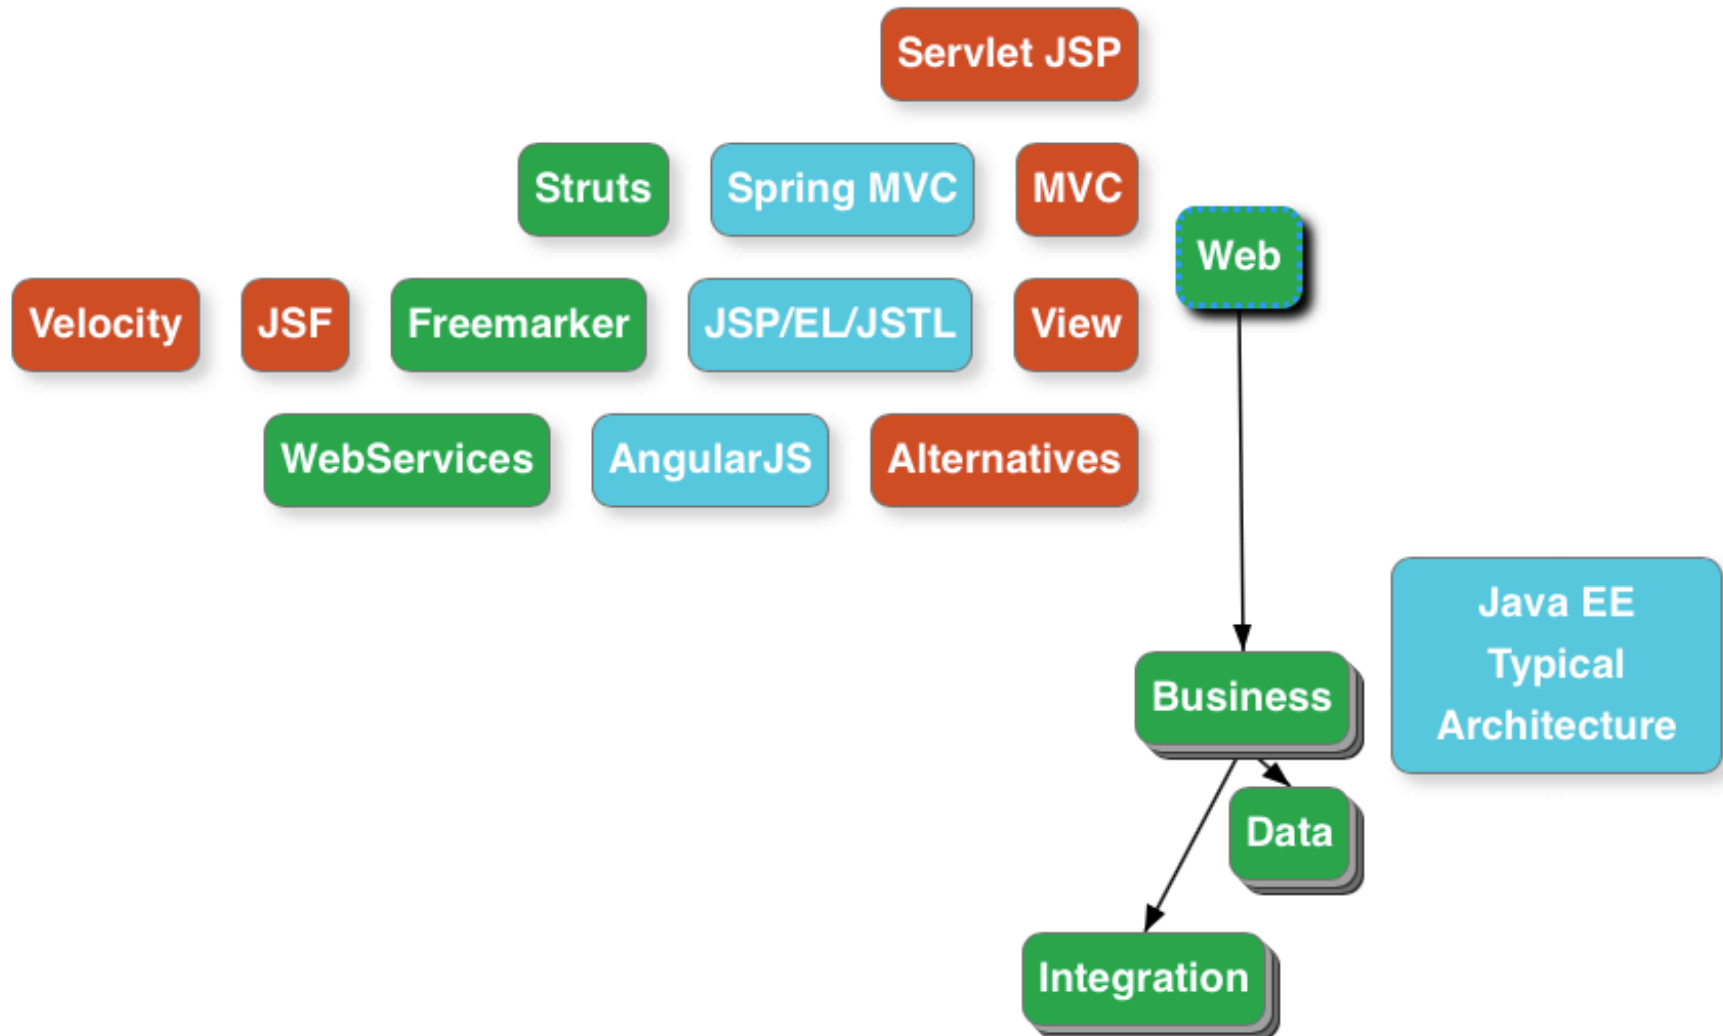 Servlet JSP
Struts
Spring MVC
MVC
Web
Velocity
JSF
Freemarker
JSP/EL/JSTL
View
WebServices
AngularJS
Alternatives
Java EE
Typical
Architecture
Business
Data
Integration